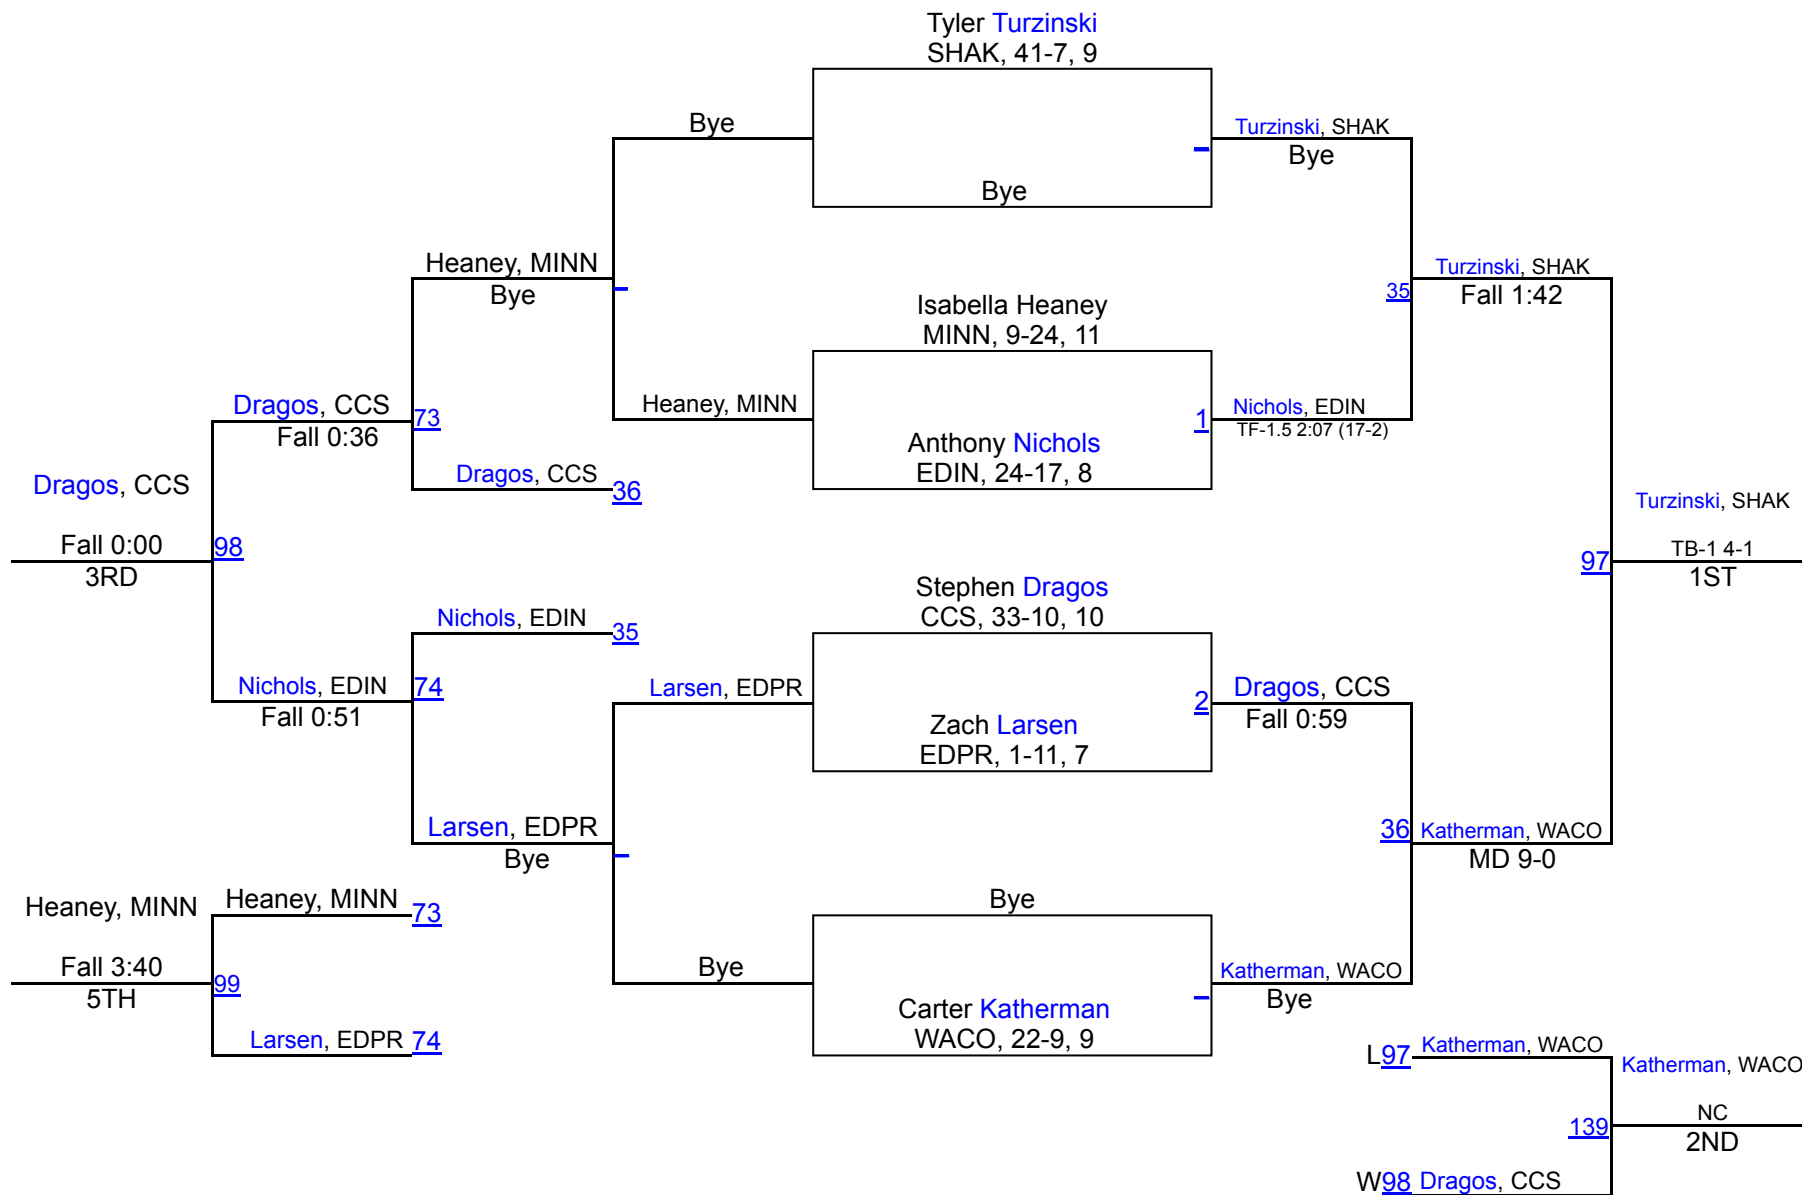 Tyler Turzinski
SHAK, 41-7, 9
Bye
Turzinski, SHAK
Bye
Bye
Heaney, MINN
Bye
Turzinski, SHAK
35
Fall 1:42
Isabella Heaney
MINN, 9-24, 11
Heaney, MINN
1
Nichols, EDIN
TF-1.5 2:07 (17-2)
Anthony Nichols
EDIN, 24-17, 8
Dragos, CCS
73
Fall 0:36
Dragos, CCS
36
Dragos, CCS
Fall 0:00
98
3RD
Turzinski, SHAK
97
TB-1 4-1
1ST
Stephen Dragos
CCS, 33-10, 10
Nichols, EDIN
35
Nichols, EDIN
74
Fall 0:51
Larsen, EDPR
2
Dragos, CCS
Fall 0:59
Zach Larsen
EDPR, 1-11, 7
Larsen, EDPR
Bye
36
Katherman, WACO
MD 9-0
Heaney, MINN
Heaney, MINN
73
Fall 3:40
99
5TH
Larsen, EDPR
74
Bye
Bye
Katherman, WACO
Bye
Carter Katherman
WACO, 22-9, 9
L97
Katherman, WACO
Katherman, WACO
139
NC
2ND
W98
Dragos, CCS